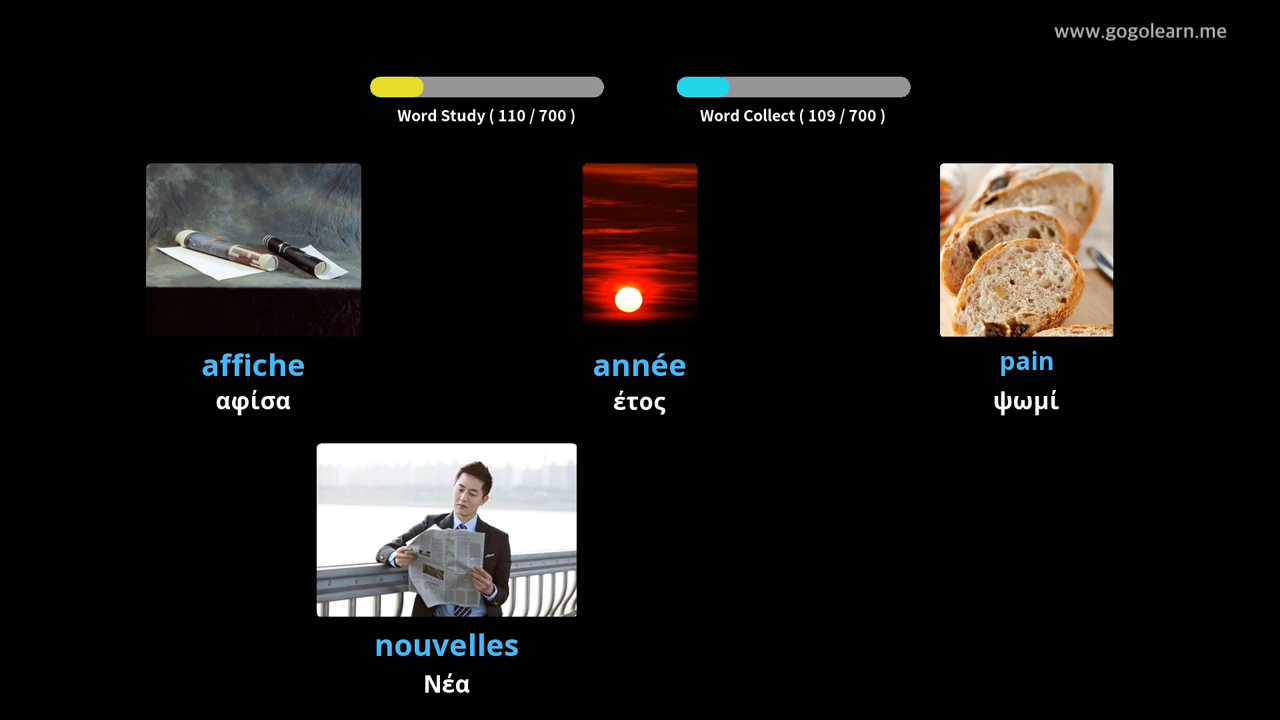 www.gogolearn.me
Word Study ( 110 / 700 )
Word Collect ( 109 / 700 )
affiche
αφίσα
année
έτος
pain
ψωμί
nouvelles
Νέα